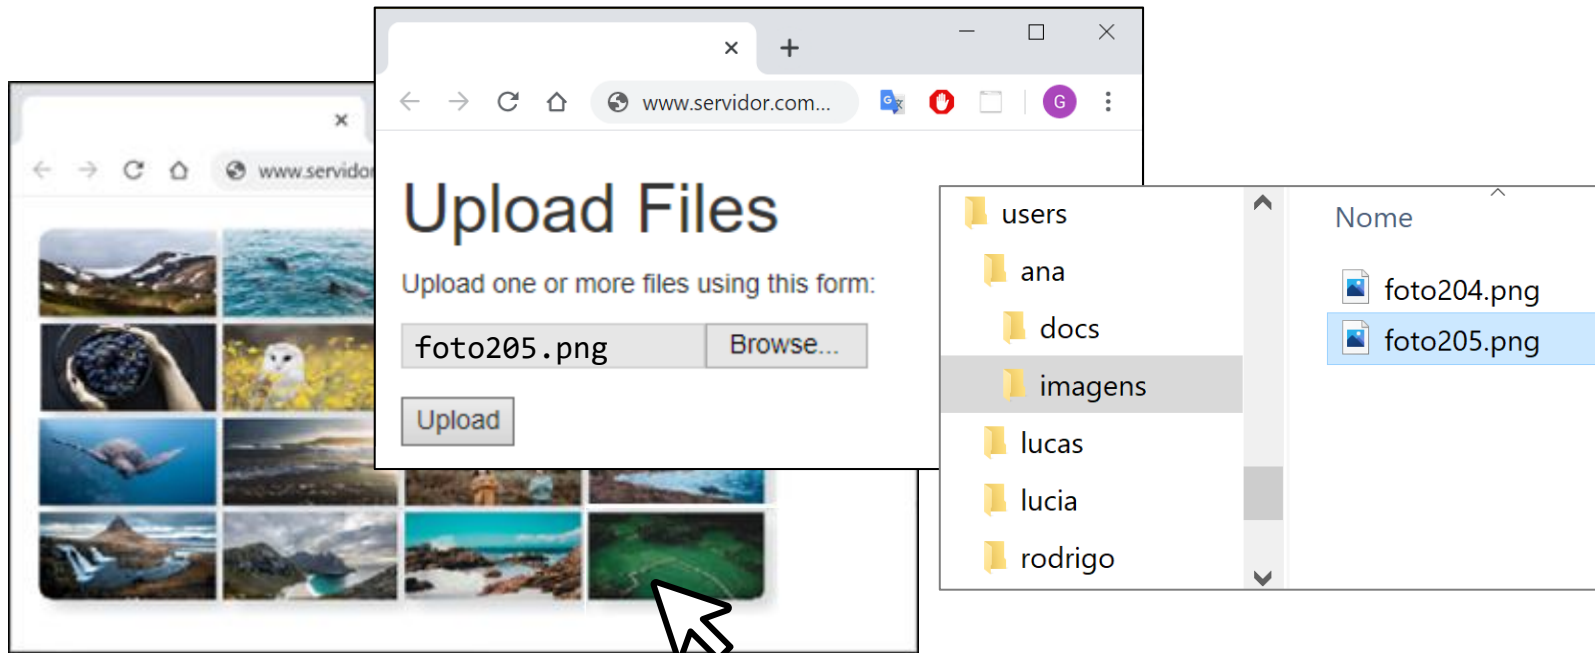 www.servidor
www.servidor.com...
G
Upload Files
Upload one or more files using this form:
foto205.png
Browse...
Upload
users
ana
docs
imagens
lucas
lucia
rodrigo
Nome
foto204.png
foto205.png